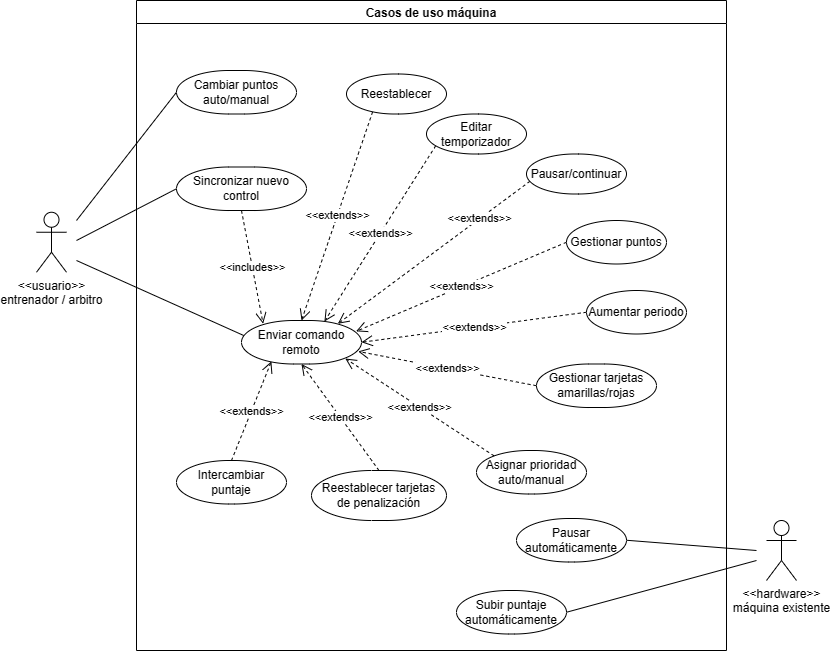 Casos de uso máquina
Cambiar puntos
auto/manual
Reestablecer
Editar
temporizador
Pausar/continuar
Sincronizar nuevo
control
<<extends>>
<<extends>>
<<extends>>
Gestionar puntos
<<includes>>
<<usuario>>
entrenador / arbitro
<<extends>>
Aumentar periodo
<<extends>>
Enviar comando
remoto
<<extends>>
Gestionar tarjetas
amarillas/rojas
<<extends>>
<<extends>>
<<extends>>
Intercambiar
puntaje
Reestablecer tarjetas
de penalización
Asignar prioridad
auto/manual
Pausar
automáticamente
<<hardware>>
máquina existente
Subir puntaje
automáticamente